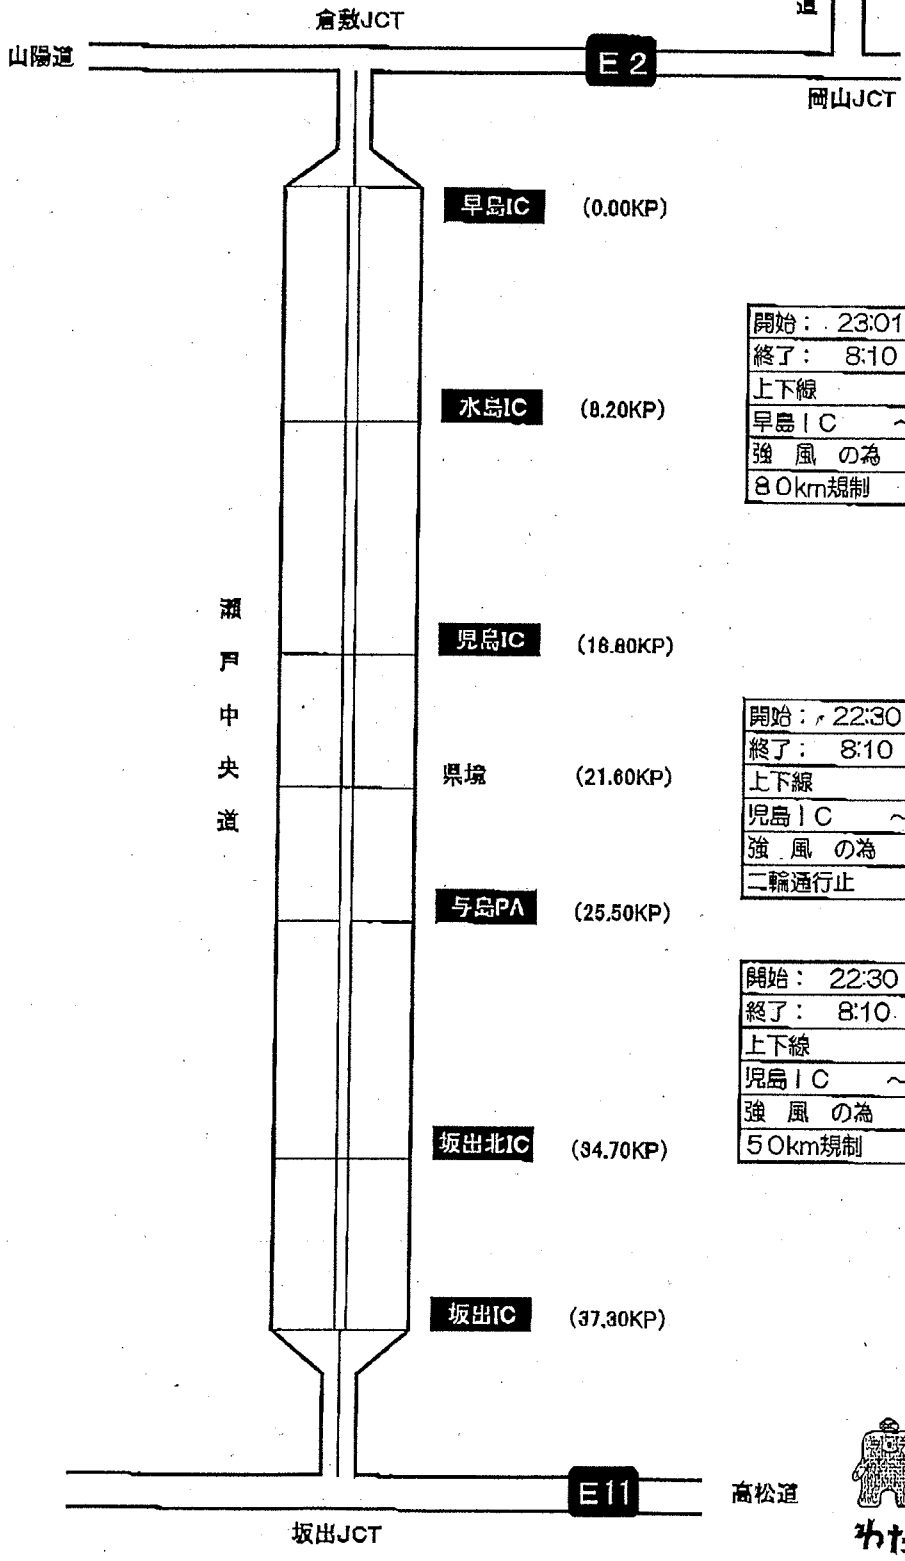 倉敷JCT
道
山陽道
E2
岡山JCT
早島IC (0.00KP)
開始： 23:01
終了： 8:10
上下線
早島IC ～
強 風 の為
80km規制
水島IC (8.20KP)
瀬戸中央道
児島IC (16.80KP)
開始： 22:30
終了： 8:10
上下線
児島IC ～
強 風 の為
二輪通行止
県境 (21.60KP)
与島PA (25.50KP)
開始： 22:30
終了： 8:10
上下線
児島IC ～
強 風 の為
50km規制
坂出北IC (34.70KP)
坂出IC (37.30KP)
E11
高松道
坂出JCT
わた